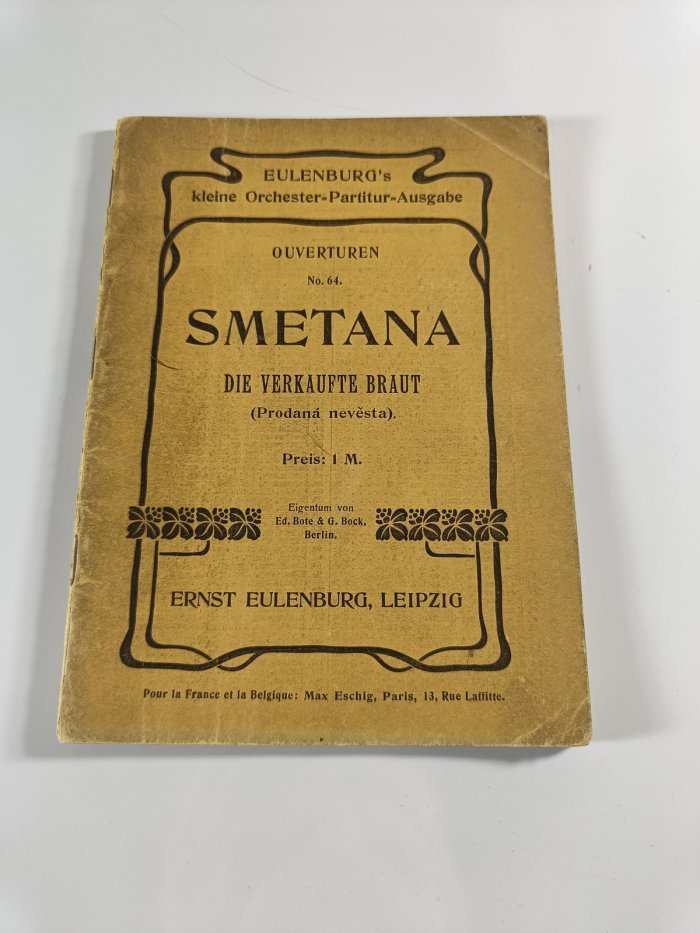 EULENBURG's
kleine Orchester-Partitur-Ausgabe
OUVERTUREN
No. 64.
SMETANA
DIE VERKAUFTE BRAUT
(Prodaná nevěsta).
Preis: 1 M.
Eigentum von
Ed. Bote & G. Bock,
Berlin.
ERNST EULENBURG, LEIPZIG
Pour la France et la Belgique: Max Eschig, Paris, 13, Rue Laffitte.